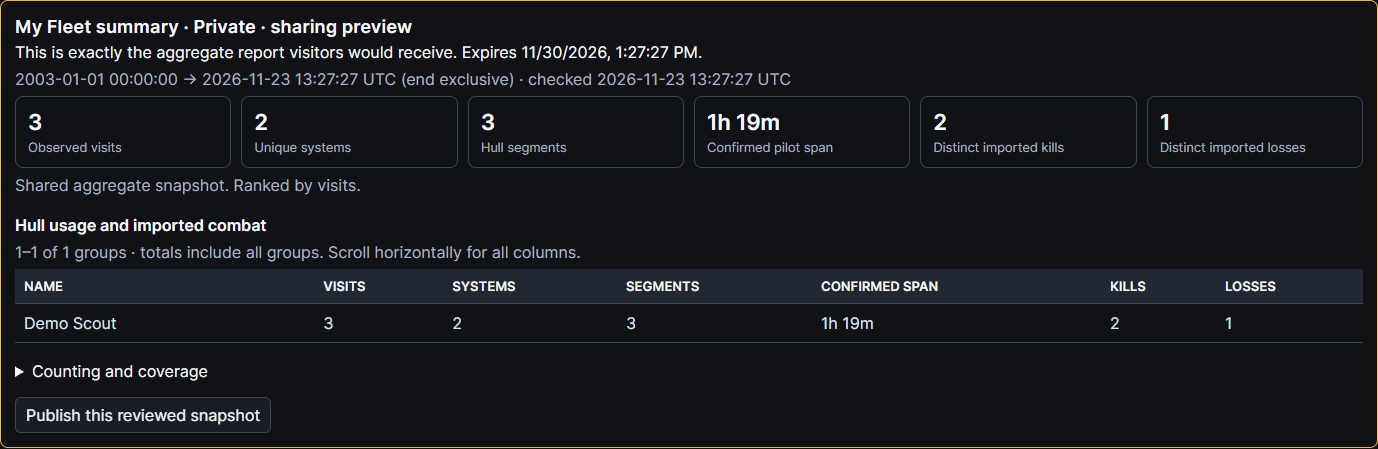 My Fleet summary · Private · sharing preview
This is exactly the aggregate report visitors would receive. Expires 11/30/2026, 1:27:27 PM.
2003-01-01 00:00:00 → 2026-11-23 13:27:27 UTC (end exclusive) · checked 2026-11-23 13:27:27 UTC
3 2 3 1h 19m 2 1
Observed visits Unique systems Hull segments Confirmed pilot span Distinct imported kills Distinct imported losses
Shared aggregate snapshot. Ranked by visits.
Hull usage and imported combat
1–1 of 1 groups · totals include all groups. Scroll horizontally for all columns.
NAME VISITS SYSTEMS SEGMENTS CONFIRMED SPAN KILLS LOSSES
Demo Scout 3 2 3 1h 19m 2 1
Counting and coverage
Publish this reviewed snapshot